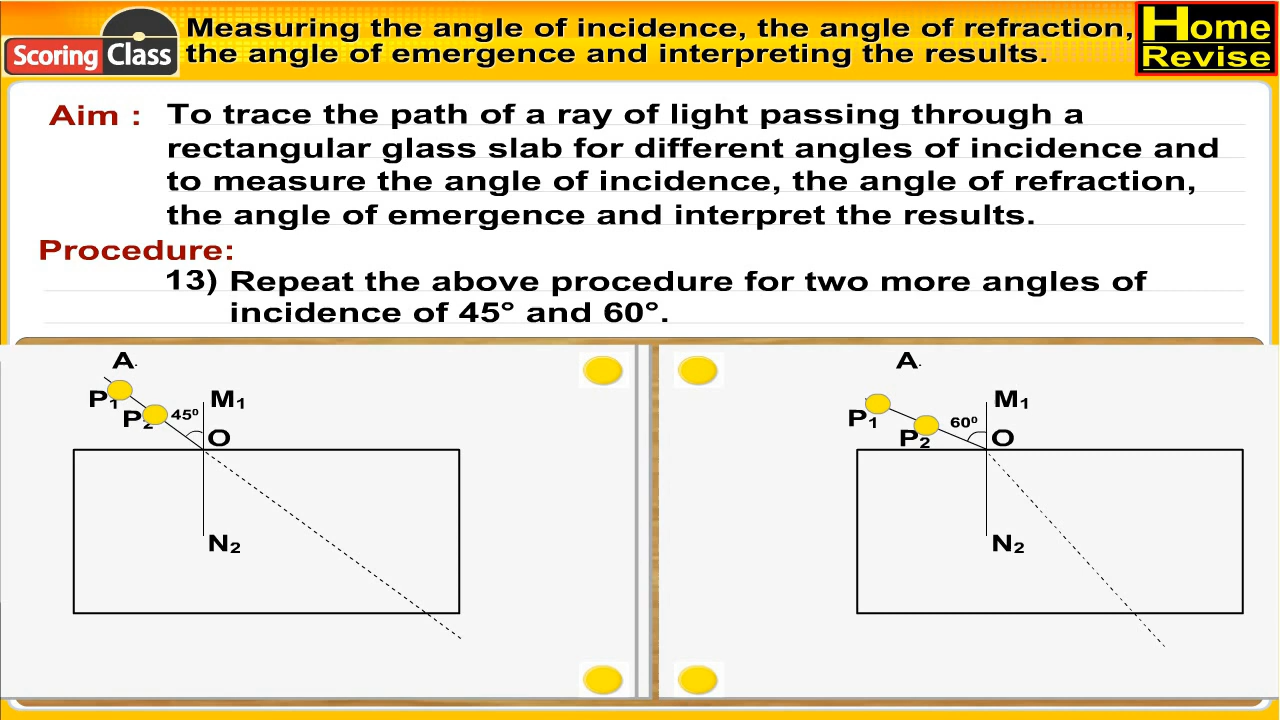 Scoring Class
Measuring the angle of incidence, the angle of refraction,
the angle of emergence and interpreting the results.
Home
Revise
Aim : To trace the path of a ray of light passing through a
rectangular glass slab for different angles of incidence and
to measure the angle of incidence, the angle of refraction,
the angle of emergence and interpret the results.
Procedure:
13) Repeat the above procedure for two more angles of
incidence of 45° and 60°.
A
P₁
P₂
45⁰
M₁
O
N₂
A
P₁
P₂
60⁰
M₁
O
N₂